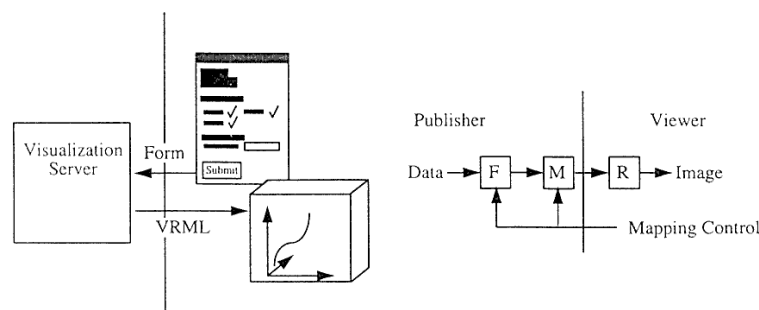 Visualization
Server
Form
Submit
VRML
Publisher
Viewer
Data
F
M
R
Image
Mapping Control